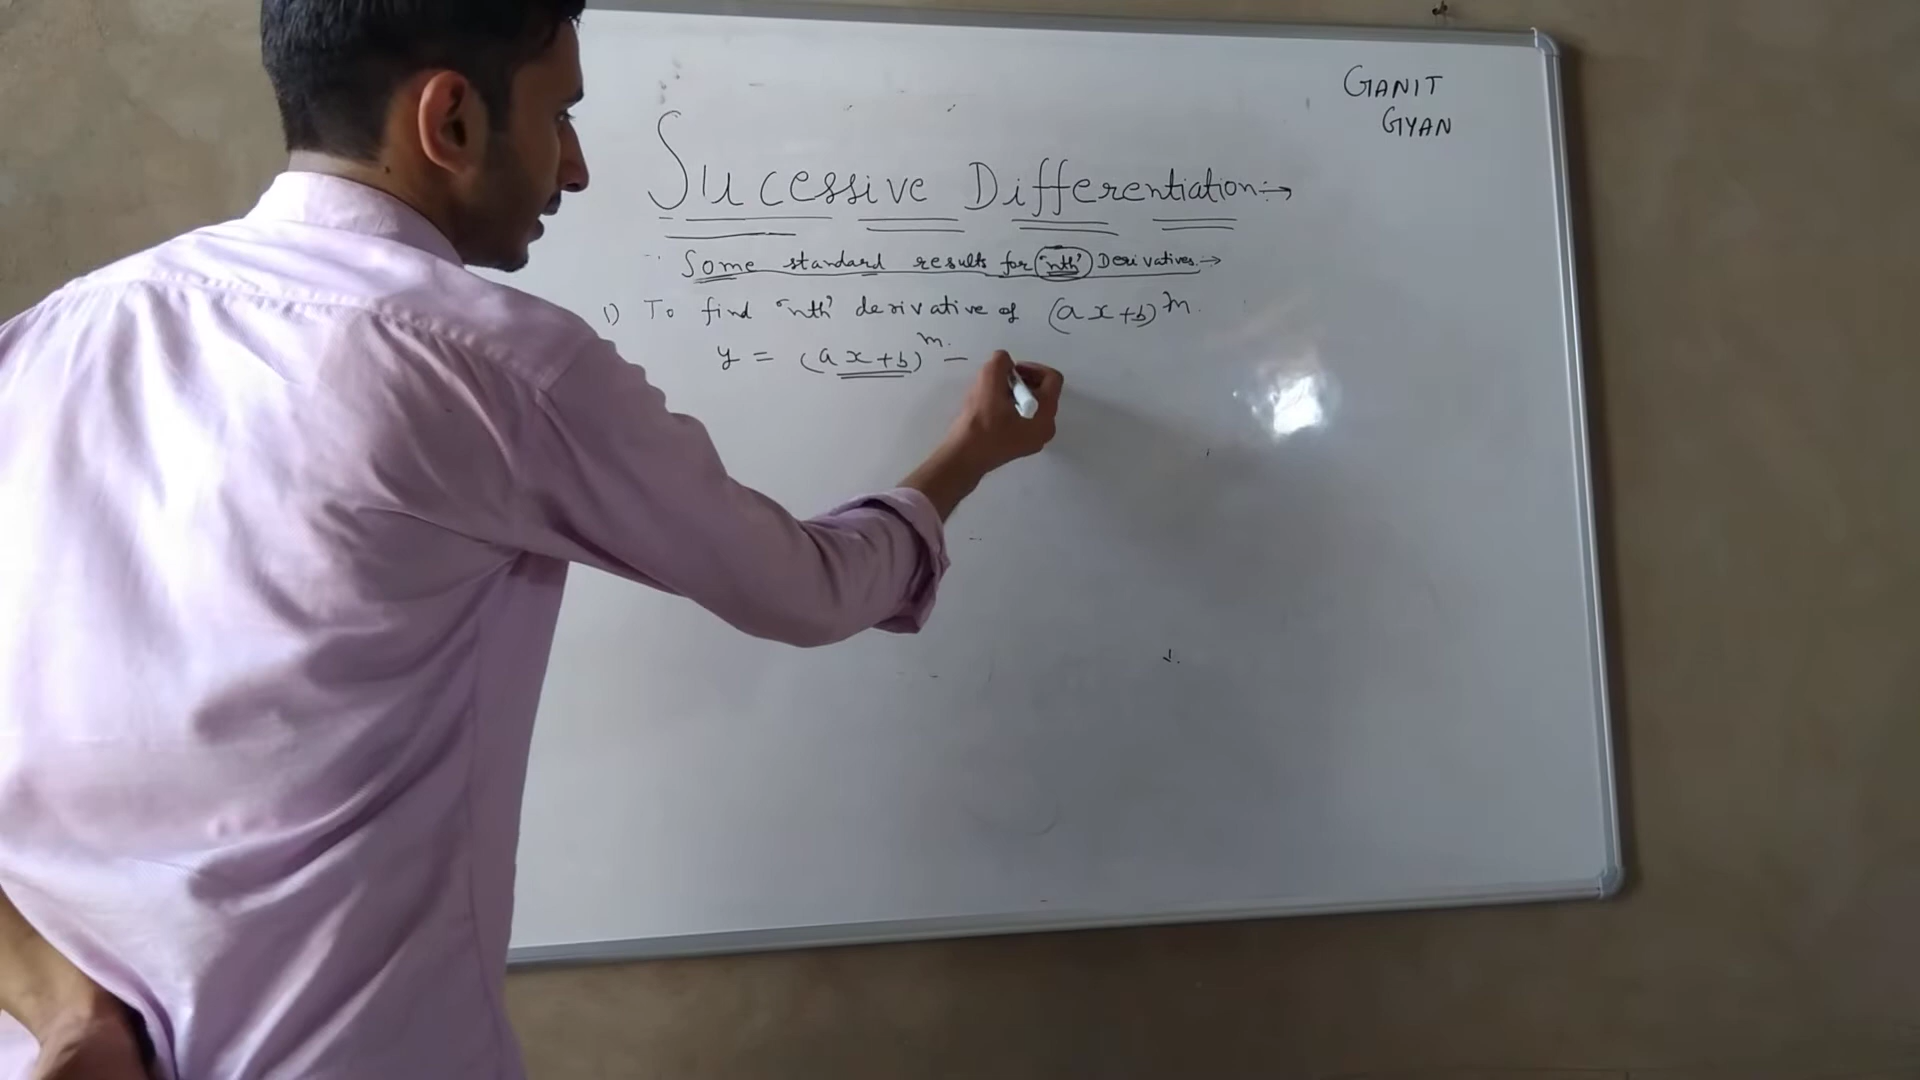 GANIT
GYAN
Sucessive Differentiation:→
Some standard results for 'nth' Derivatives.→
1) To find 'nth' derivative of (ax+b)^m.
y = (ax+b)^m. —